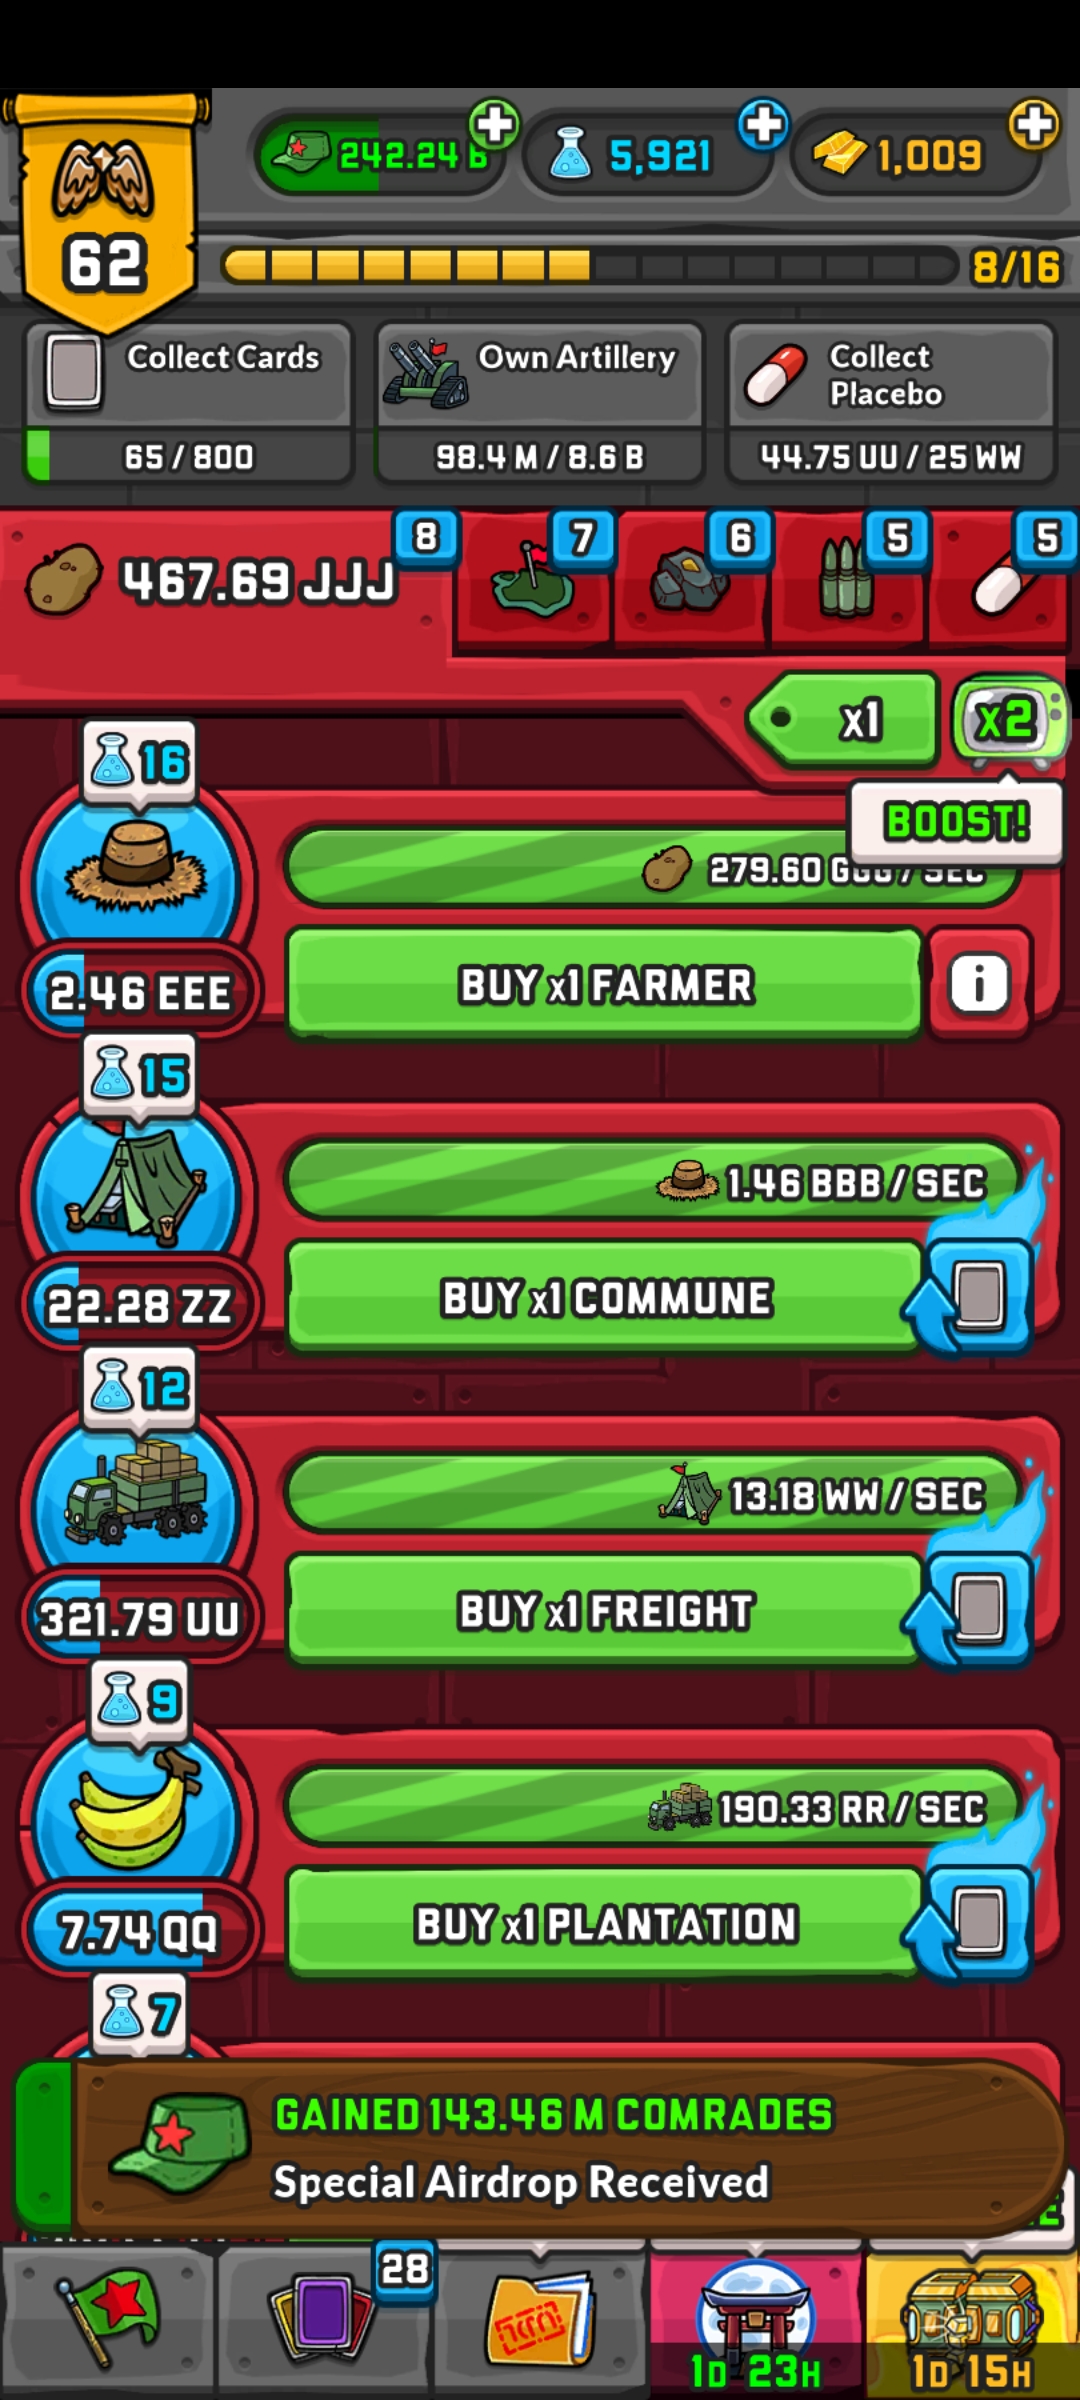 242.24 B
5,921
1,009
62
8/16
Collect Cards
65 / 800
Own Artillery
98.4 M / 8.6 B
Collect
Placebo
44.75 UU / 25 WW
467.69 JJJ
8
7
6
5
5
x1
x2
BOOST!
16
279.60 GGG / SEC
2.46 EEE
BUY x1 FARMER
i
15
1.46 BBB / SEC
22.28 ZZ
BUY x1 COMMUNE
12
13.18 WW / SEC
321.79 UU
BUY x1 FREIGHT
9
190.33 RR / SEC
7.74 QQ
BUY x1 PLANTATION
7
GAINED 143.46 M COMRADES
Special Airdrop Received
28
1D 23H
1D 15H